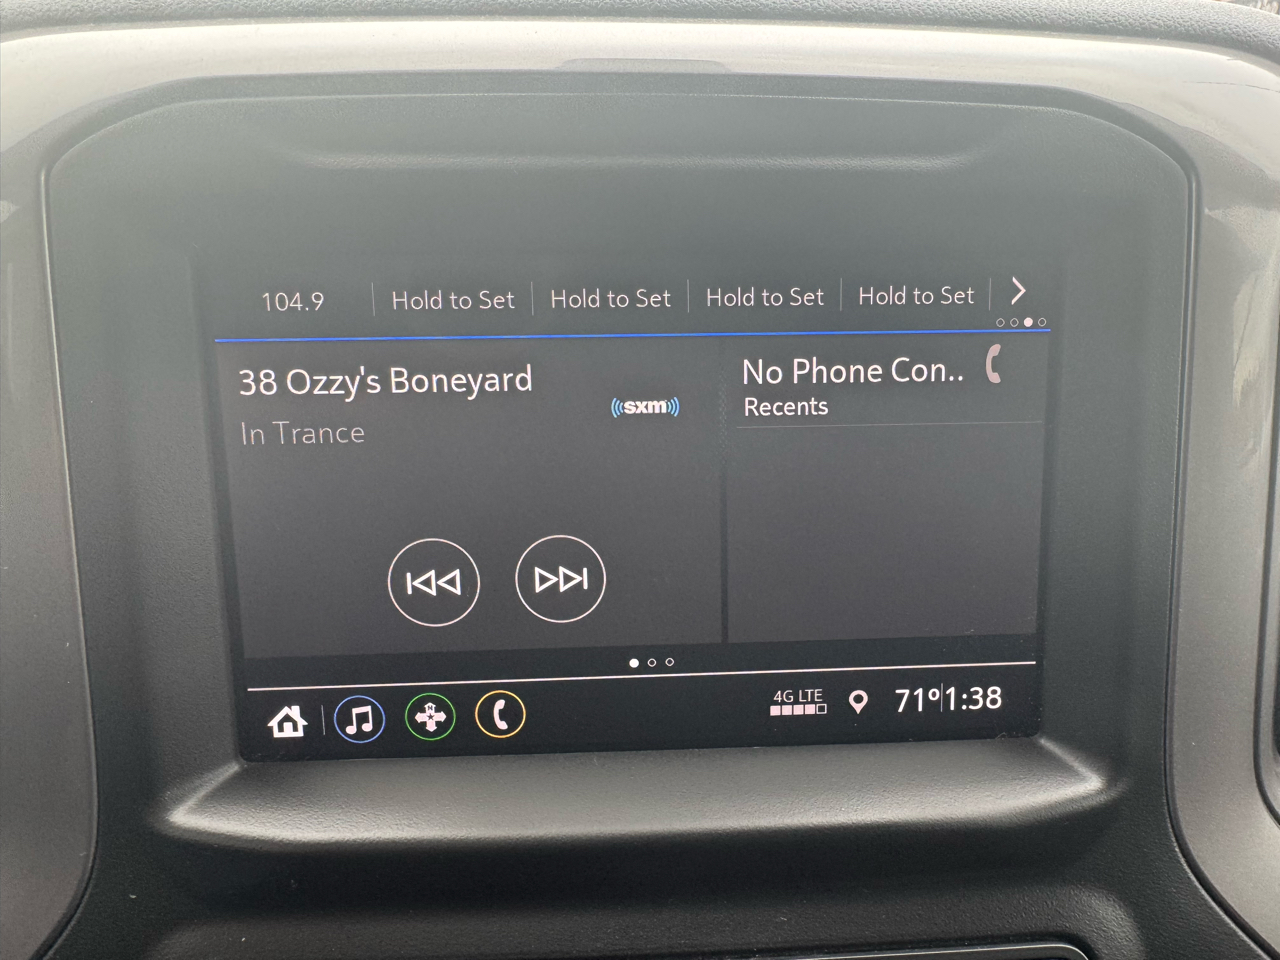 104.9 Hold to Set Hold to Set Hold to Set Hold to Set
38 Ozzy's Boneyard
In Trance
sxm
No Phone Con..
Recents
N
4G LTE
71° 1:38